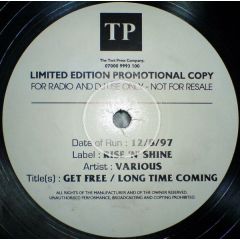 TP
The Tork Press Company:
07000 9993 100
LIMITED EDITION PROMOTIONAL COPY
FOR RADIO AND DJ USE ONLY - NOT FOR RESALE
Date of Run : 12/6/97
Label : RISE 'N' SHINE
Artist : VARIOUS
Title(s) : GET FREE / LONG TIME COMING
ALL RIGHTS OF THE MANUFACTURER AND OF THE OWNER RESERVED.
UNAUTHORISED PERFORMANCE, BROADCASTING AND COPYING PROHIBITED